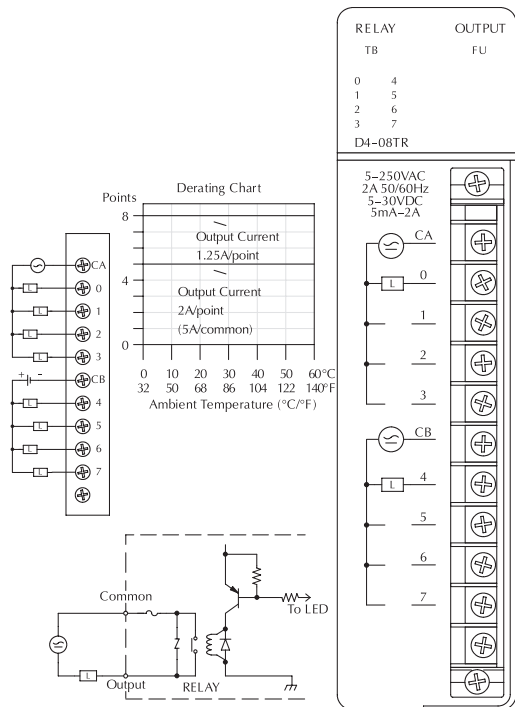 RELAY OUTPUT
TB FU
0 4
1 5
2 6
3 7
D4-08TR
5-250VAC
2A 50/60Hz
5-30VDC
5mA-2A
CA
L 0
1
2
3
CB
L 4
5
6
7
Derating Chart
Points
8
4
0
Output Current
1.25A/point
Output Current
2A/point
(5A/common)
0 10 20 30 40 50 60°C
32 50 68 86 104 122 140°F
Ambient Temperature (°C/°F)
CA
L 0
L 1
L 2
L 3
+ - CB
L 4
L 5
L 6
L 7
Common
To LED
L
Output
RELAY